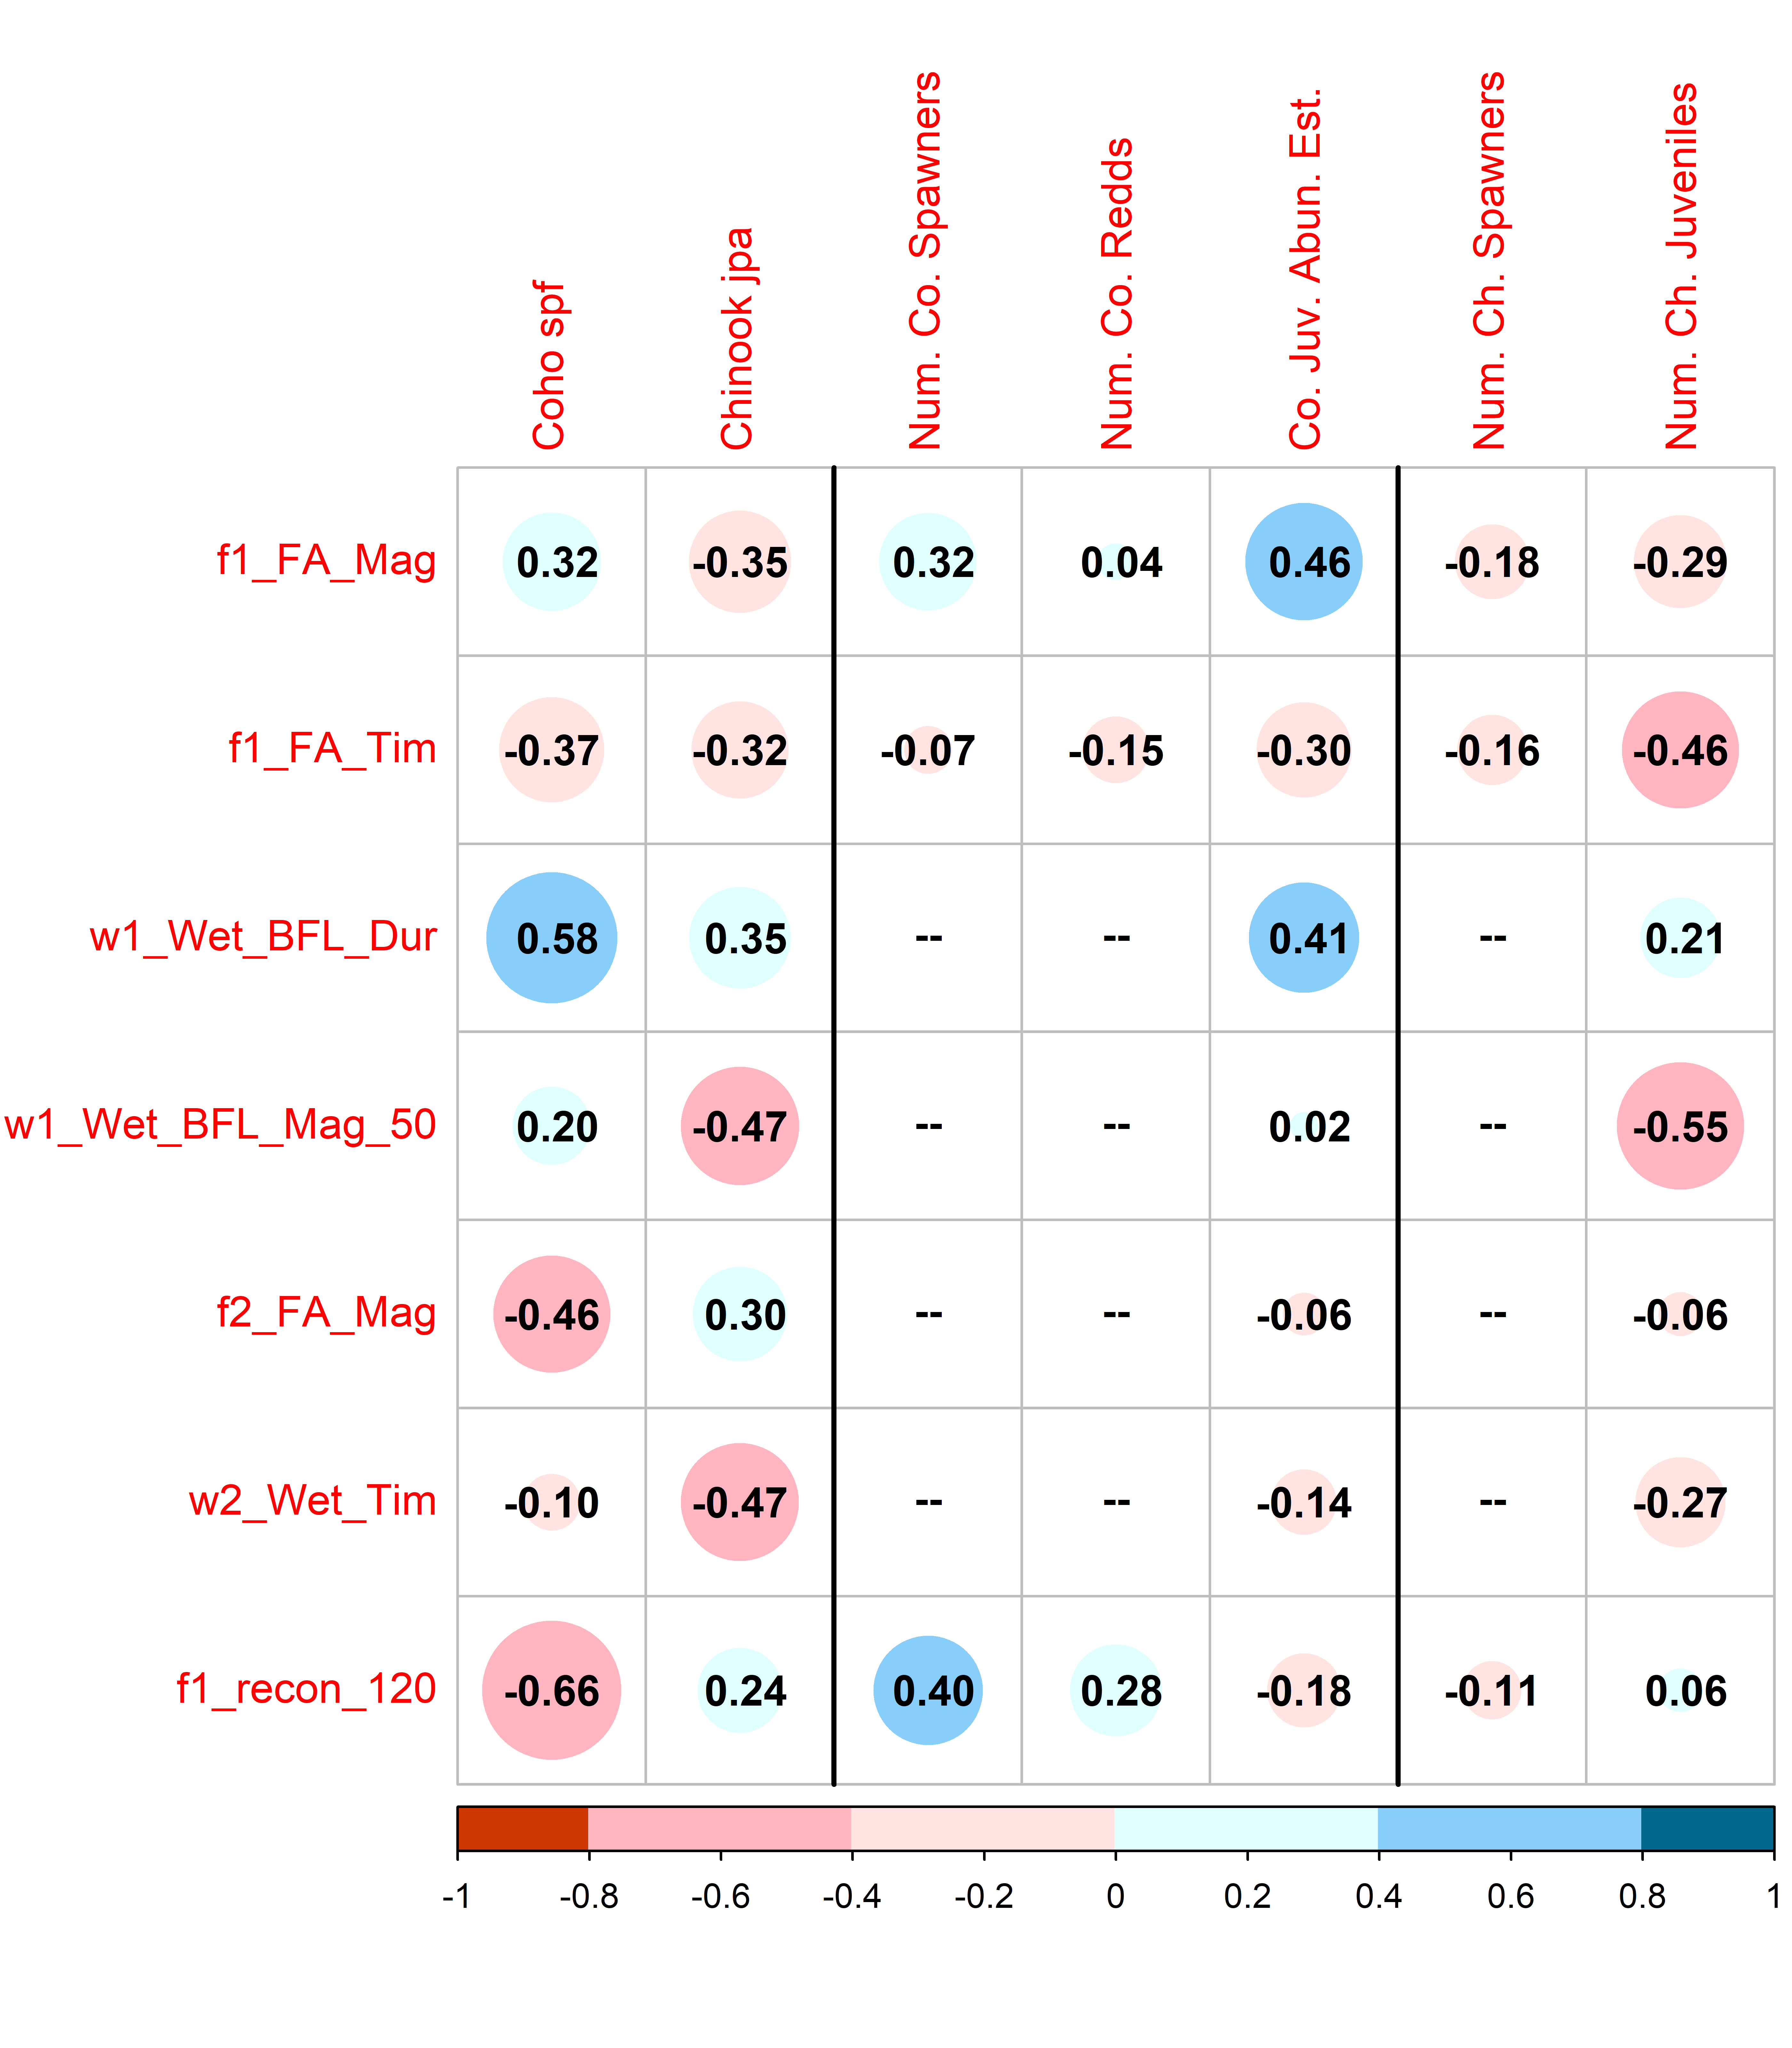 Coho spf
Chinook jpa
Num. Co. Spawners
Num. Co. Redds
Co. Juv. Abun. Est.
Num. Ch. Spawners
Num. Ch. Juveniles
f1_FA_Mag 0.32 -0.35 0.32 0.04 0.46 -0.18 -0.29
f1_FA_Tim -0.37 -0.32 -0.07 -0.15 -0.30 -0.16 -0.46
w1_Wet_BFL_Dur 0.58 0.35 -- -- 0.41 -- 0.21
w1_Wet_BFL_Mag_50 0.20 -0.47 -- -- 0.02 -- -0.55
f2_FA_Mag -0.46 0.30 -- -- -0.06 -- -0.06
w2_Wet_Tim -0.10 -0.47 -- -- -0.14 -- -0.27
f1_recon_120 -0.66 0.24 0.40 0.28 -0.18 -0.11 0.06
-1 -0.8 -0.6 -0.4 -0.2 0 0.2 0.4 0.6 0.8 1